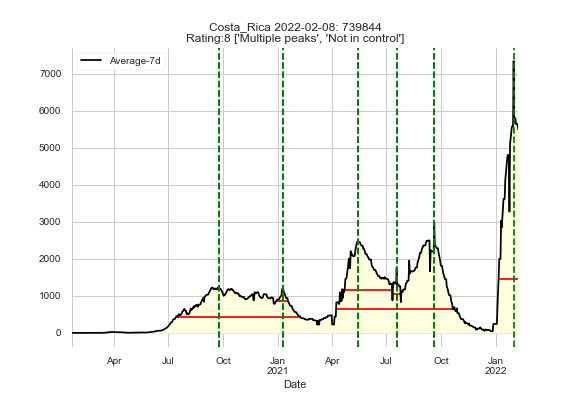 Costa_Rica 2022-02-08: 739844
Rating:8 ['Multiple peaks', 'Not in control']
Average-7d
7000
6000
5000
4000
3000
2000
1000
0
Apr Jul Oct Jan Apr Jul Oct Jan
2021 2022
Date